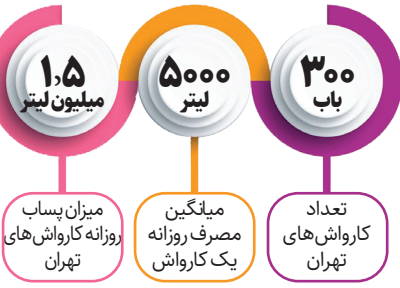 ۳۰۰
باب
تعداد
کارواش‌های
تهران
۵۰۰۰
لیتر
میانگین
مصرف روزانه
یک کارواش
۱٫۵
میلیون لیتر
میزان پساب
روزانه کارواش‌های
تهران